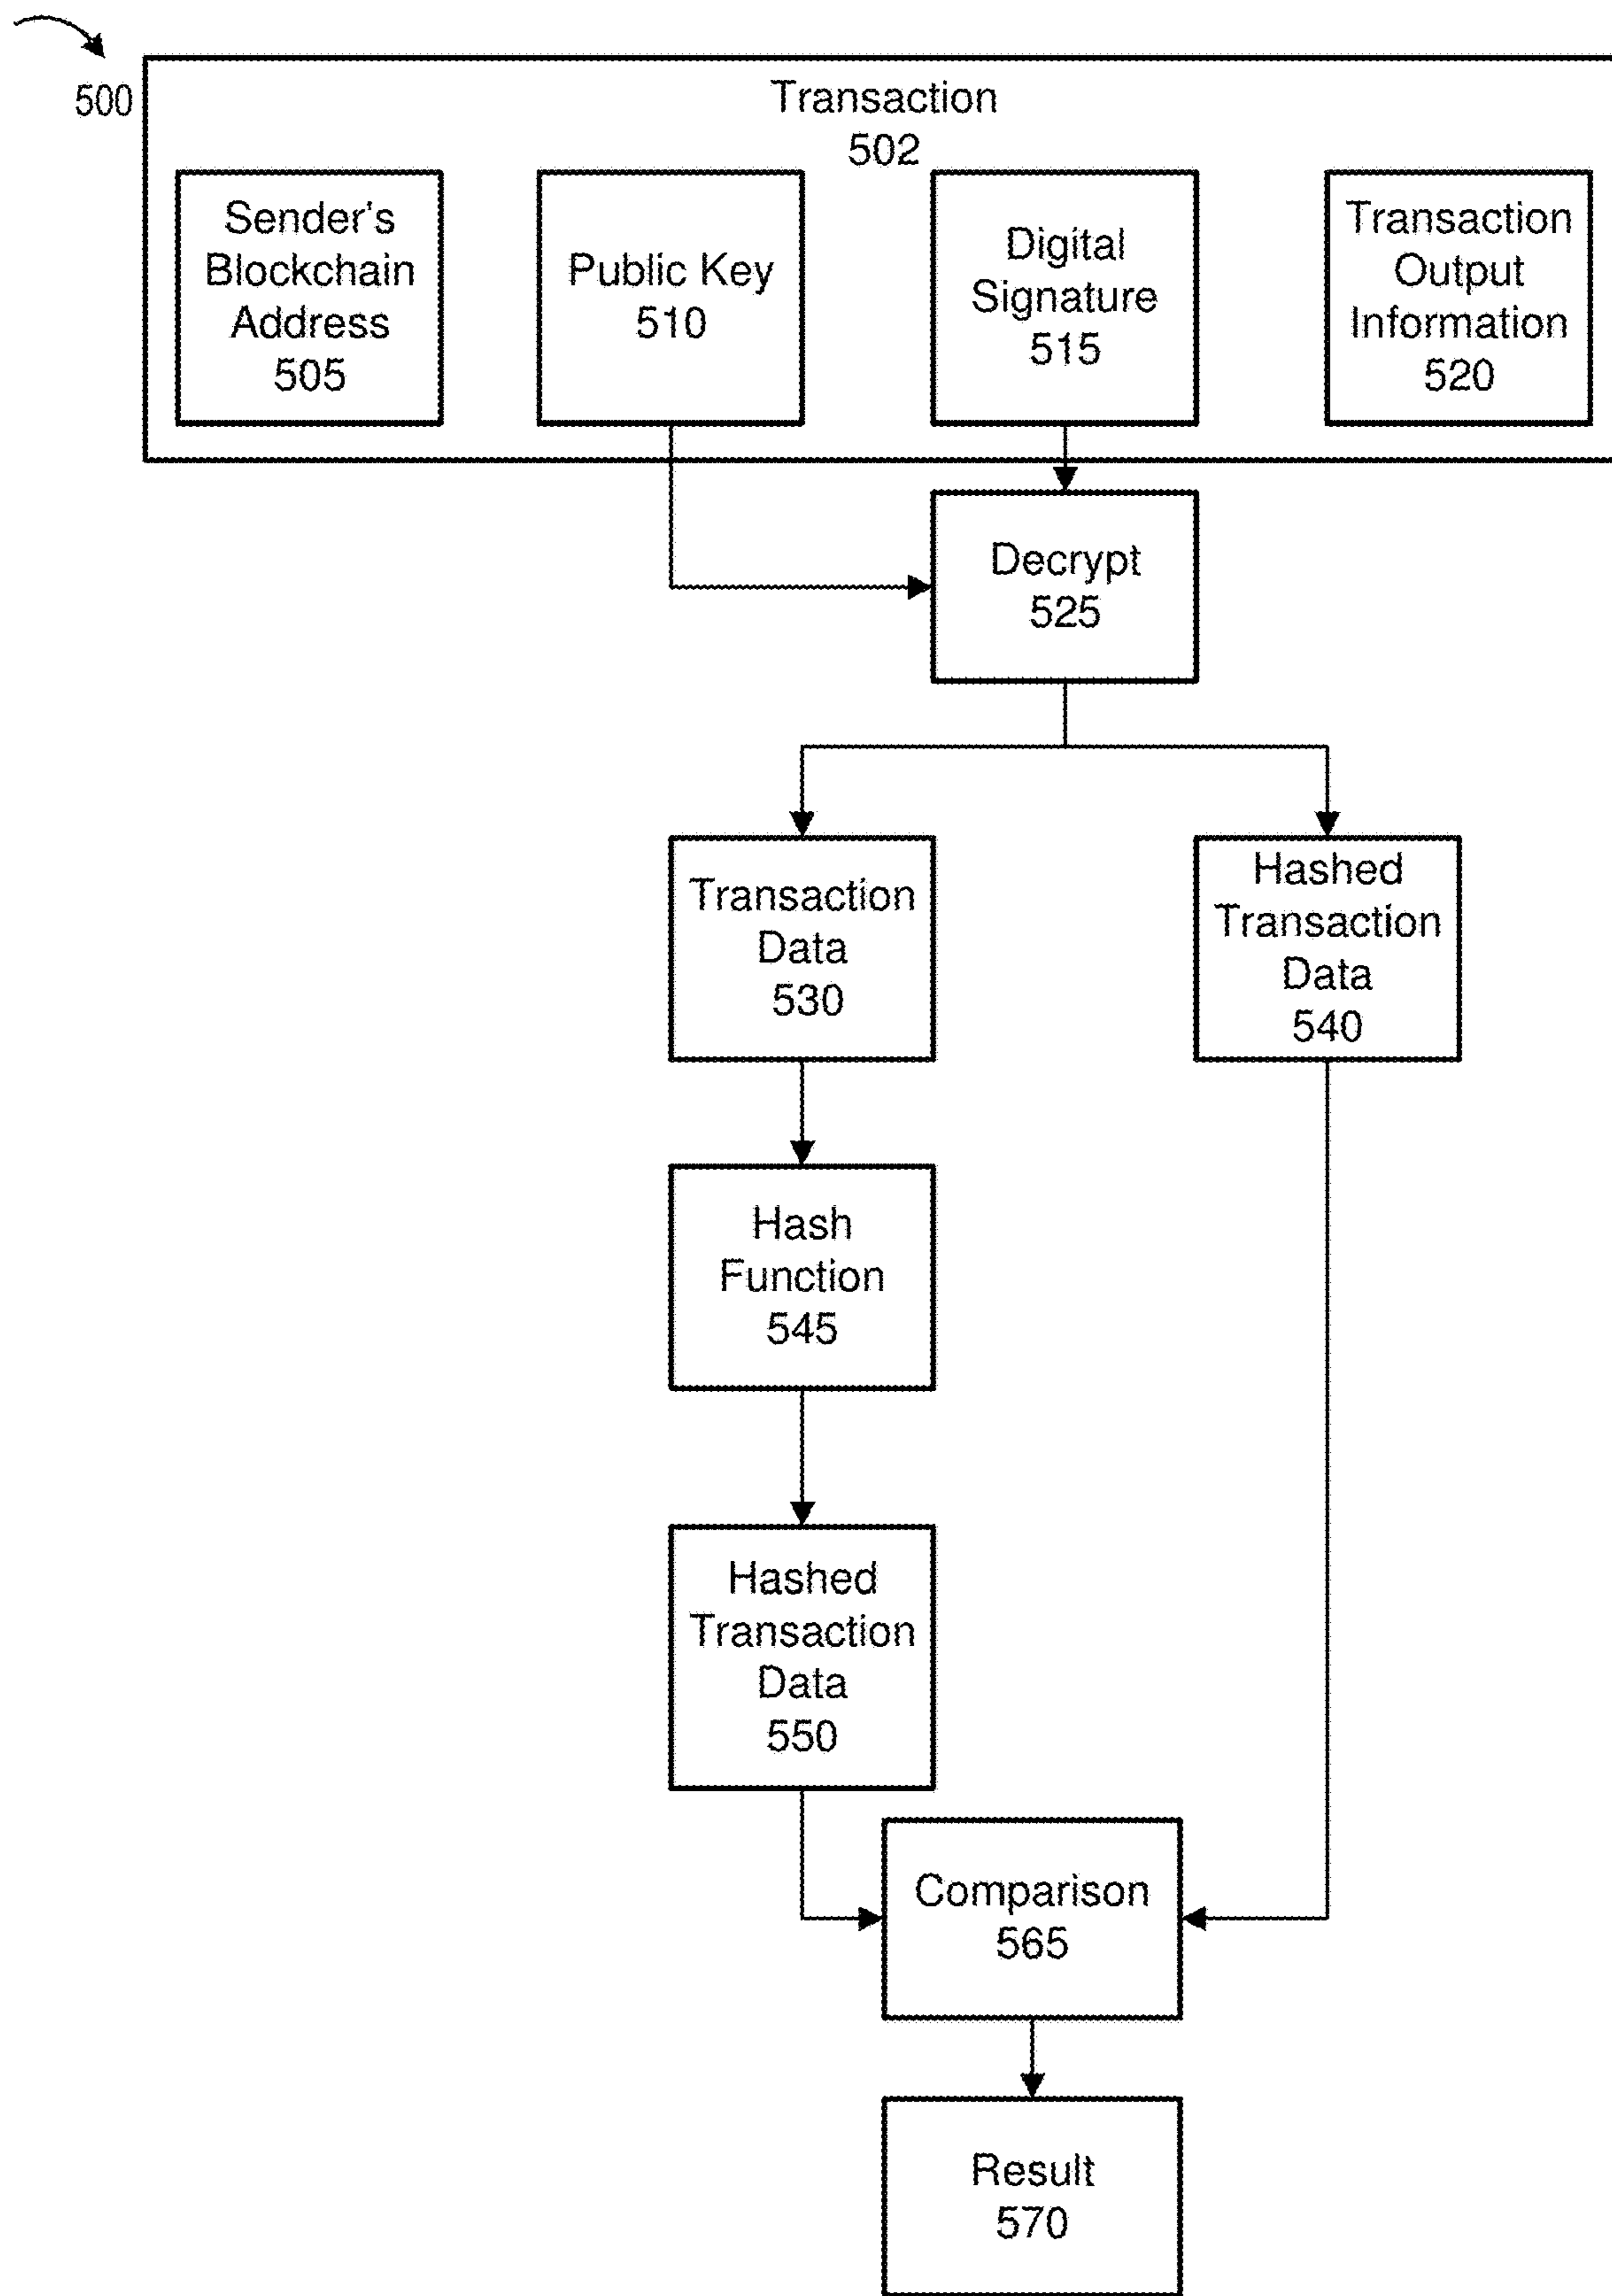 500
Transaction
502
Sender's
Blockchain
Address
505
Public Key
510
Digital
Signature
515
Transaction
Output
Information
520
Decrypt
525
Transaction
Data
530
Hashed
Transaction
Data
540
Hash
Function
545
Hashed
Transaction
Data
550
Comparison
565
Result
570